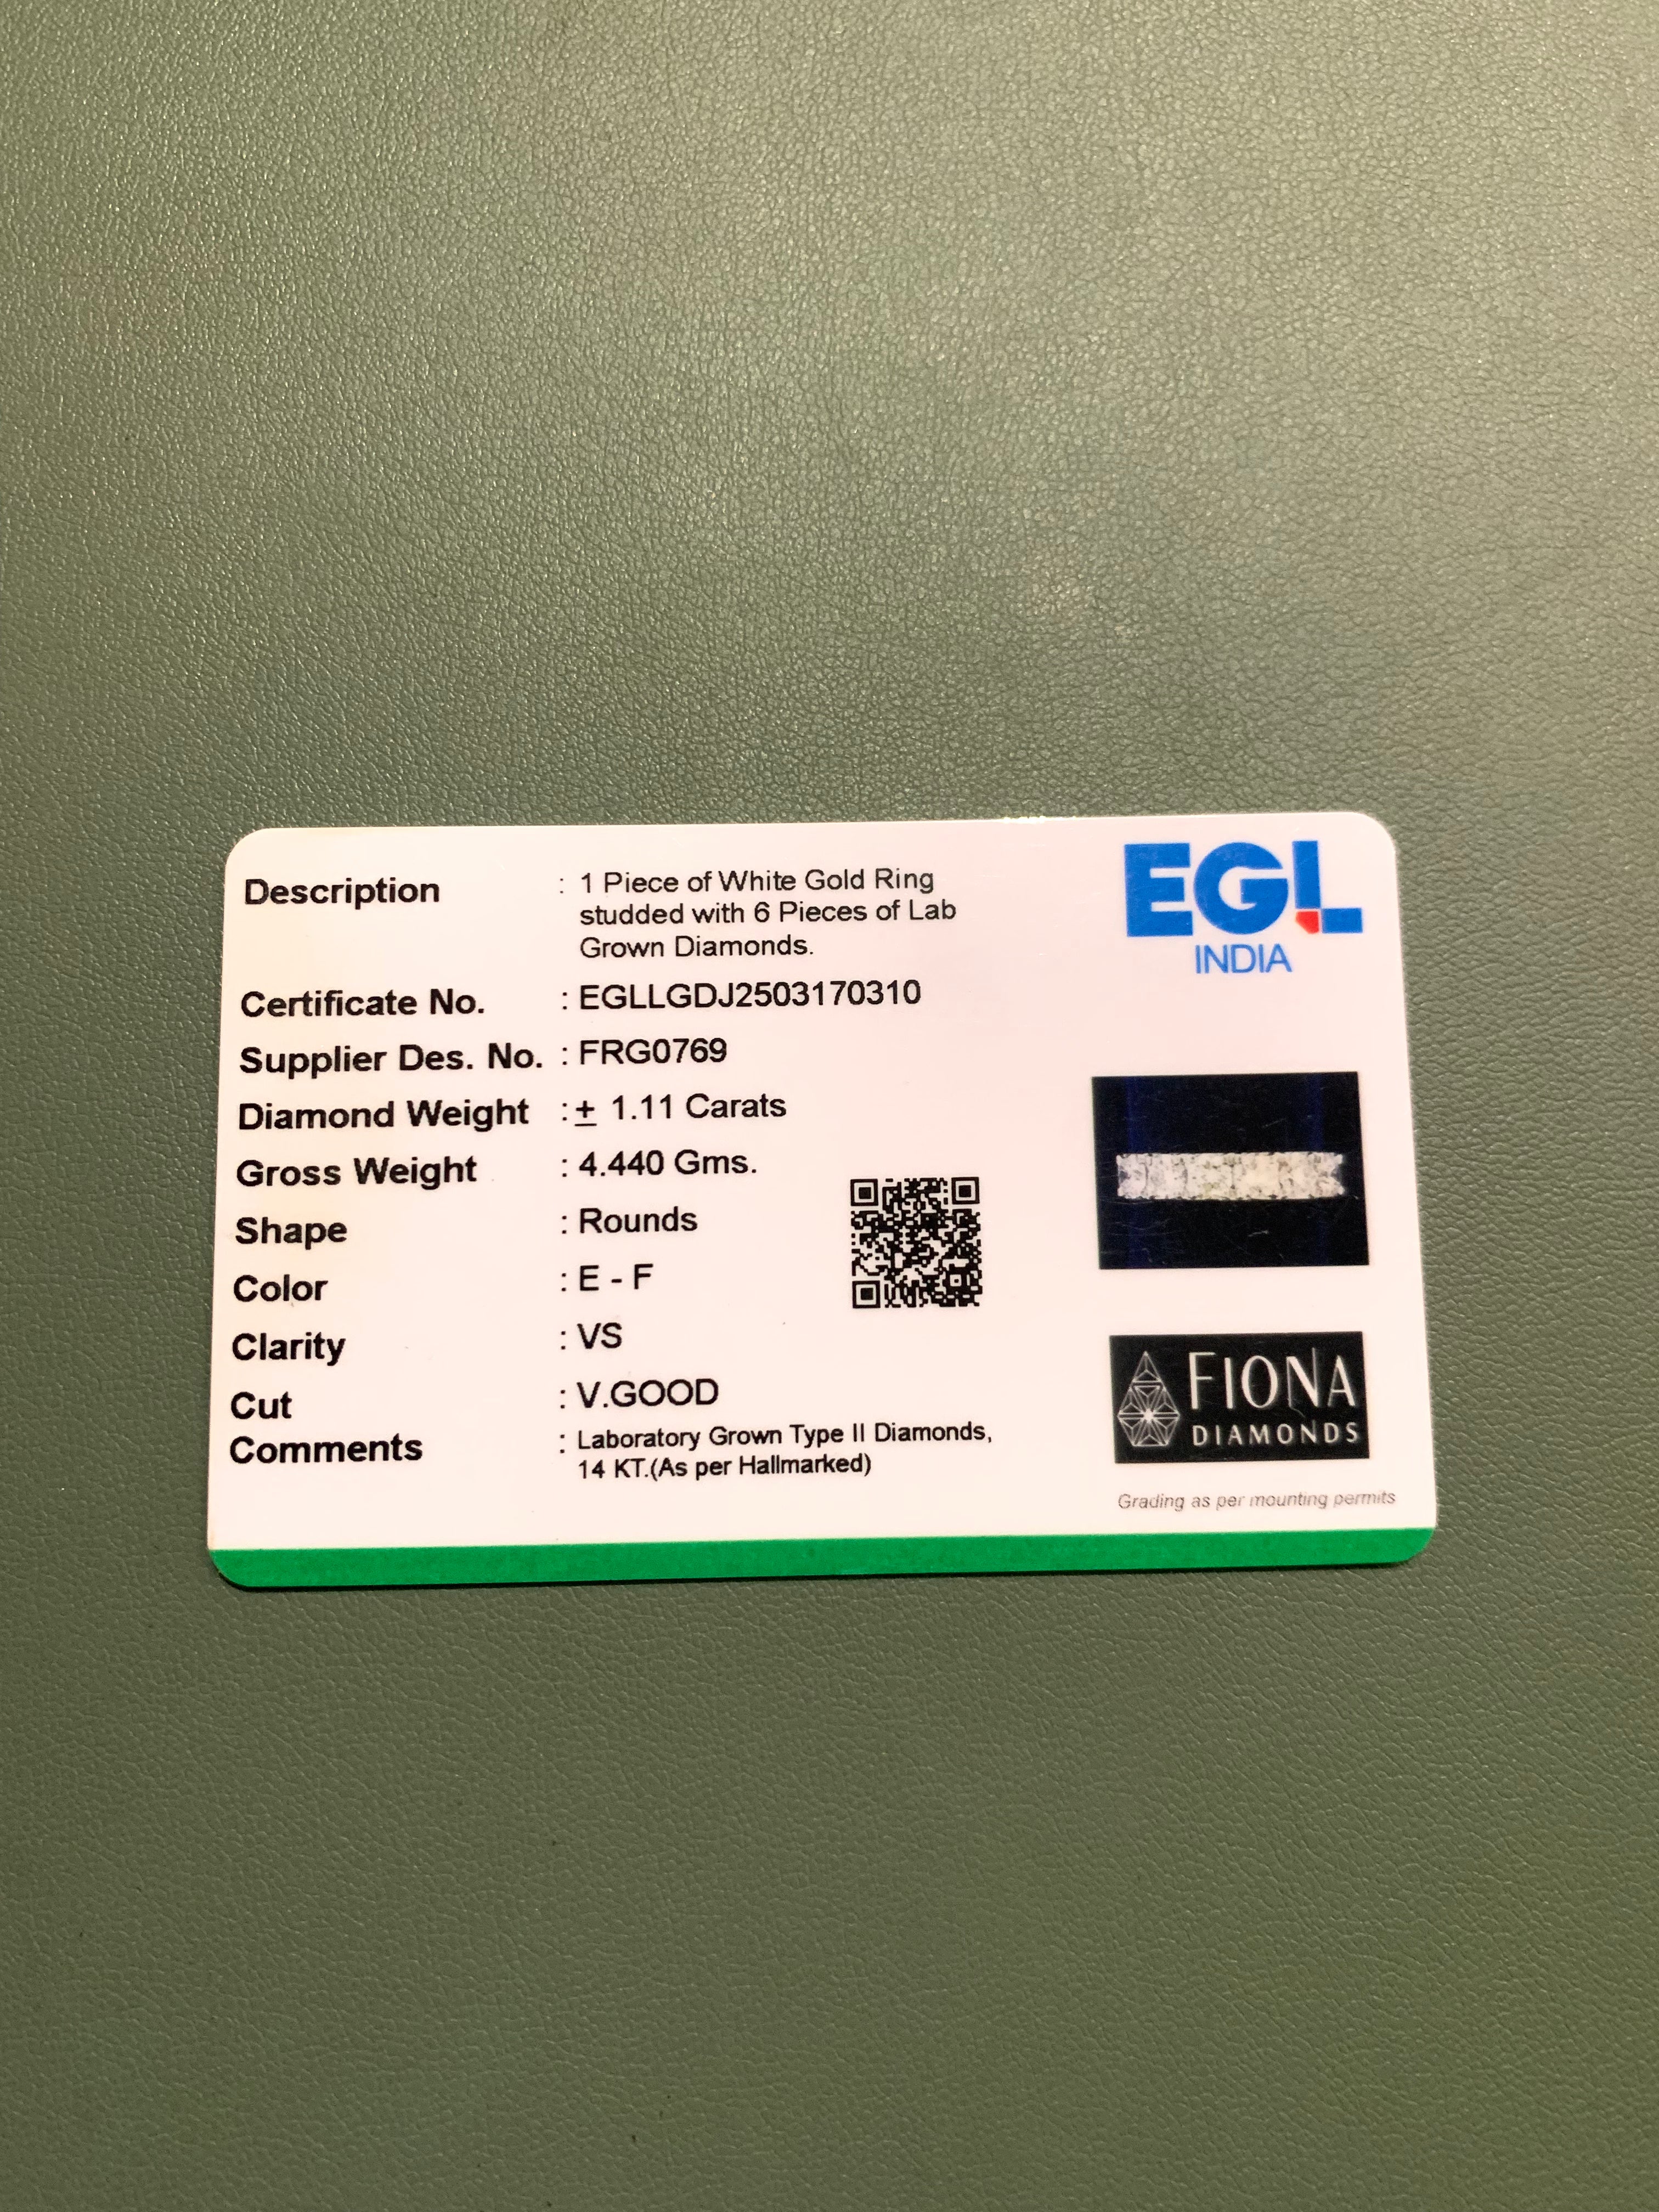 EGL
INDIA
Description : 1 Piece of White Gold Ring
studded with 6 Pieces of Lab
Grown Diamonds.
Certificate No. : EGLLGDJ2503170310
Supplier Des. No. : FRG0769
Diamond Weight : ± 1.11 Carats
Gross Weight : 4.440 Gms.
Shape : Rounds
Color : E - F
Clarity : VS
Cut : V.GOOD
Comments : Laboratory Grown Type II Diamonds,
14 KT.(As per Hallmarked)
FIONA
DIAMONDS
Grading as per mounting permits